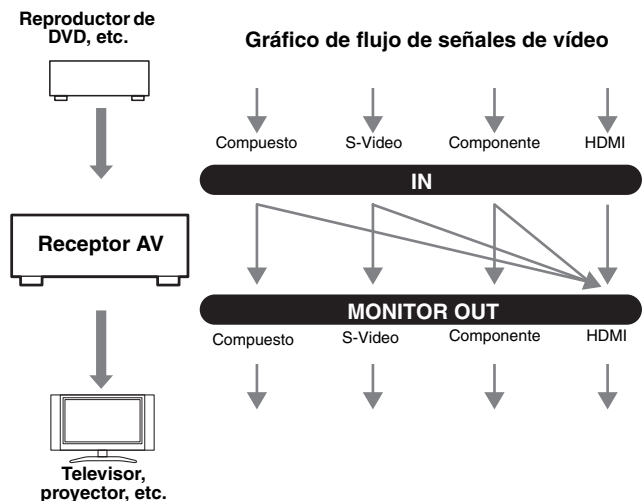 Reproductor de
DVD, etc.
Gráfico de flujo de señales de vídeo
Compuesto S-Video Componente HDMI
IN
Receptor AV
MONITOR OUT
Compuesto S-Video Componente HDMI
Televisor,
proyector, etc.